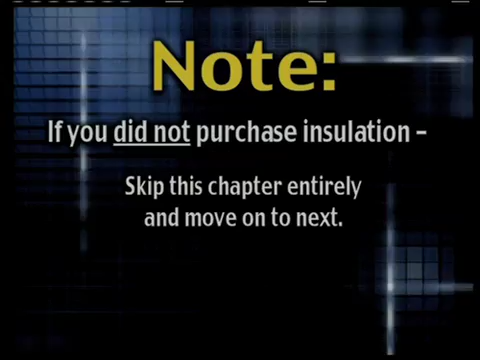 Note:
If you did not purchase insulation –
Skip this chapter entirely
and move on to next.